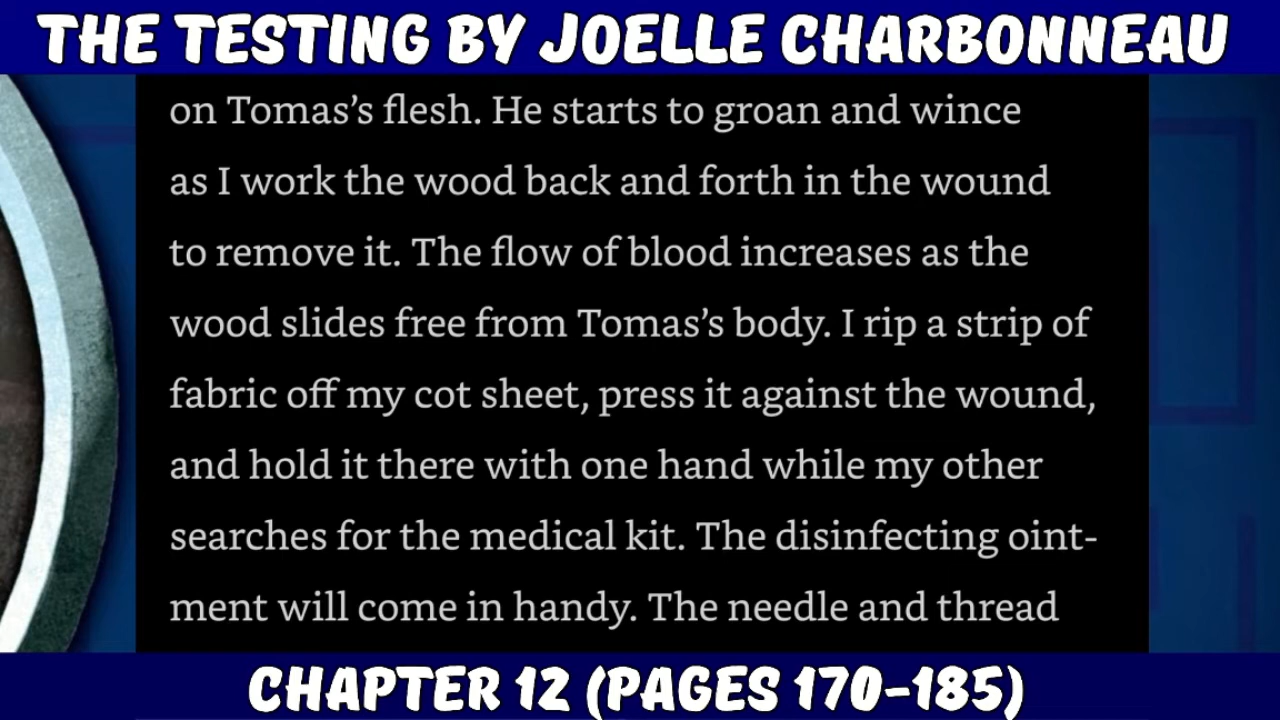 THE TESTING BY JOELLE CHARBONNEAU
on Tomas’s flesh. He starts to groan and wince
as I work the wood back and forth in the wound
to remove it. The flow of blood increases as the
wood slides free from Tomas’s body. I rip a strip of
fabric off my cot sheet, press it against the wound,
and hold it there with one hand while my other
searches for the medical kit. The disinfecting oint-
ment will come in handy. The needle and thread
CHAPTER 12 (PAGES 170-185)